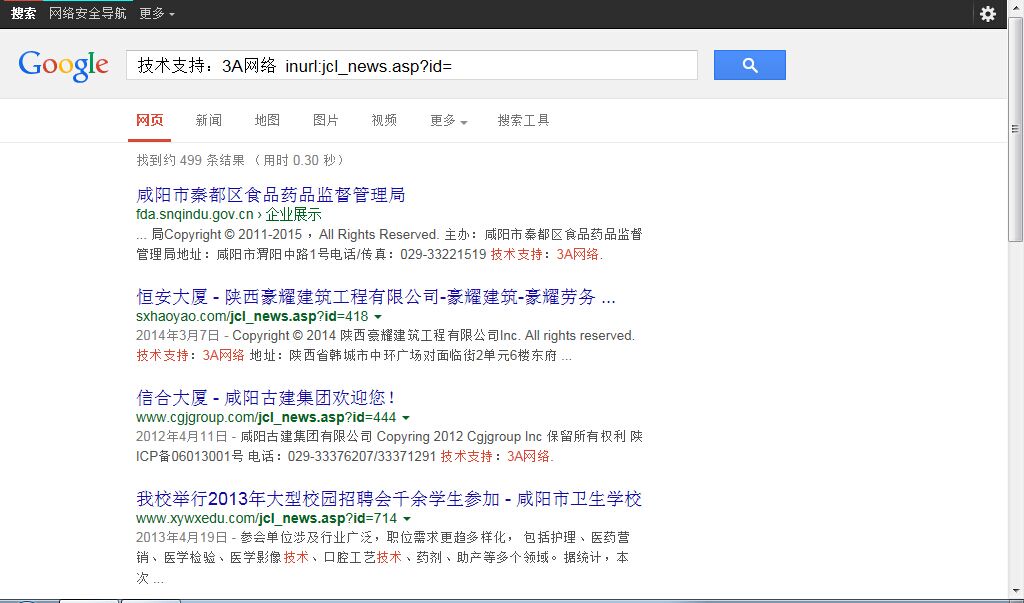 搜索 网络安全导航 更多
Google 技术支持：3A网络 inurl:jcl_news.asp?id=
网页 新闻 地图 图片 视频 更多 搜索工具
找到约 499 条结果 （用时 0.30 秒）
咸阳市秦都区食品药品监督管理局
fda.snqindu.gov.cn › 企业展示
... 局Copyright © 2011-2015 ，All Rights Reserved. 主办：咸阳市秦都区食品药品监督
管理局地址：咸阳市渭阳中路1号电话/传真：029-33221519 技术支持：3A网络.
恒安大厦 - 陕西豪耀建筑工程有限公司-豪耀建筑-豪耀劳务 ...
sxhaoyao.com/jcl_news.asp?id=418
2014年3月7日 - Copyright © 2014 陕西豪耀建筑工程有限公司Inc. All rights reserved.
技术支持：3A网络 地址：陕西省韩城市中环广场对面临街2单元6楼东府 ...
信合大厦 - 咸阳古建集团欢迎您！
www.cgjgroup.com/jcl_news.asp?id=444
2012年4月11日 - 咸阳古建集团有限公司 Copyring 2012 Cgjgroup Inc 保留所有权利 陕
ICP备06013001号 电话：029-33376207/33371291 技术支持：3A网络.
我校举行2013年大型校园招聘会千余学生参加 - 咸阳市卫生学校
www.xywxedu.com/jcl_news.asp?id=714
2013年4月19日 - 参会单位涉及行业广泛，职位需求更趋多样化， 包括护理、医药营
销、医学检验、医学影像技术、口腔工艺技术、药剂、助产等多个领域。据统计，本
次 ...